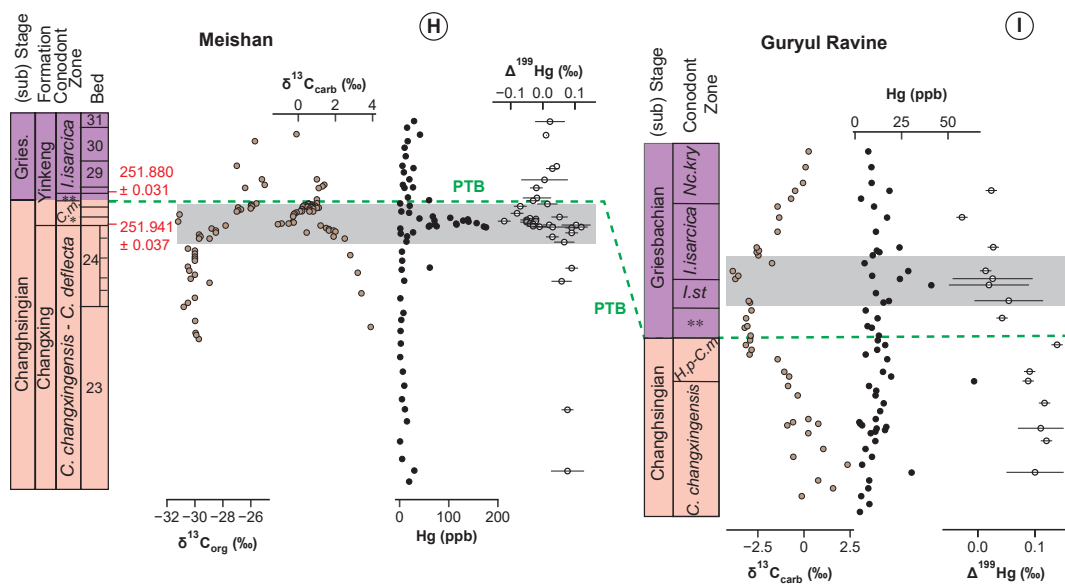 Meishan
H
(sub) Stage
Formation
Conodont
Zone
Bed
δ13Ccarb (‰)
0 2 4
Δ199Hg (‰)
−0.1 0.0 0.1
Gries.
Changhsingian
Yinkeng
Changxing
I.isarcica
**
C.m.
*
C. changxingensis - C. deflecta
31
30
29
24
23
251.880
± 0.031
251.941
± 0.037
PTB
PTB
−32 −30 −28 −26
δ13Corg (‰)
0 100 200
Hg (ppb)
Guryul Ravine
I
(sub) Stage
Conodont
Zone
Hg (ppb)
0 25 50
Griesbachian
Changhsingian
Nc.kry
I.isarcica
I.st
**
H.p-C.m.
C. changxingensis
−2.5 0 2.5
δ13Ccarb (‰)
0.0 0.1
Δ199Hg (‰)